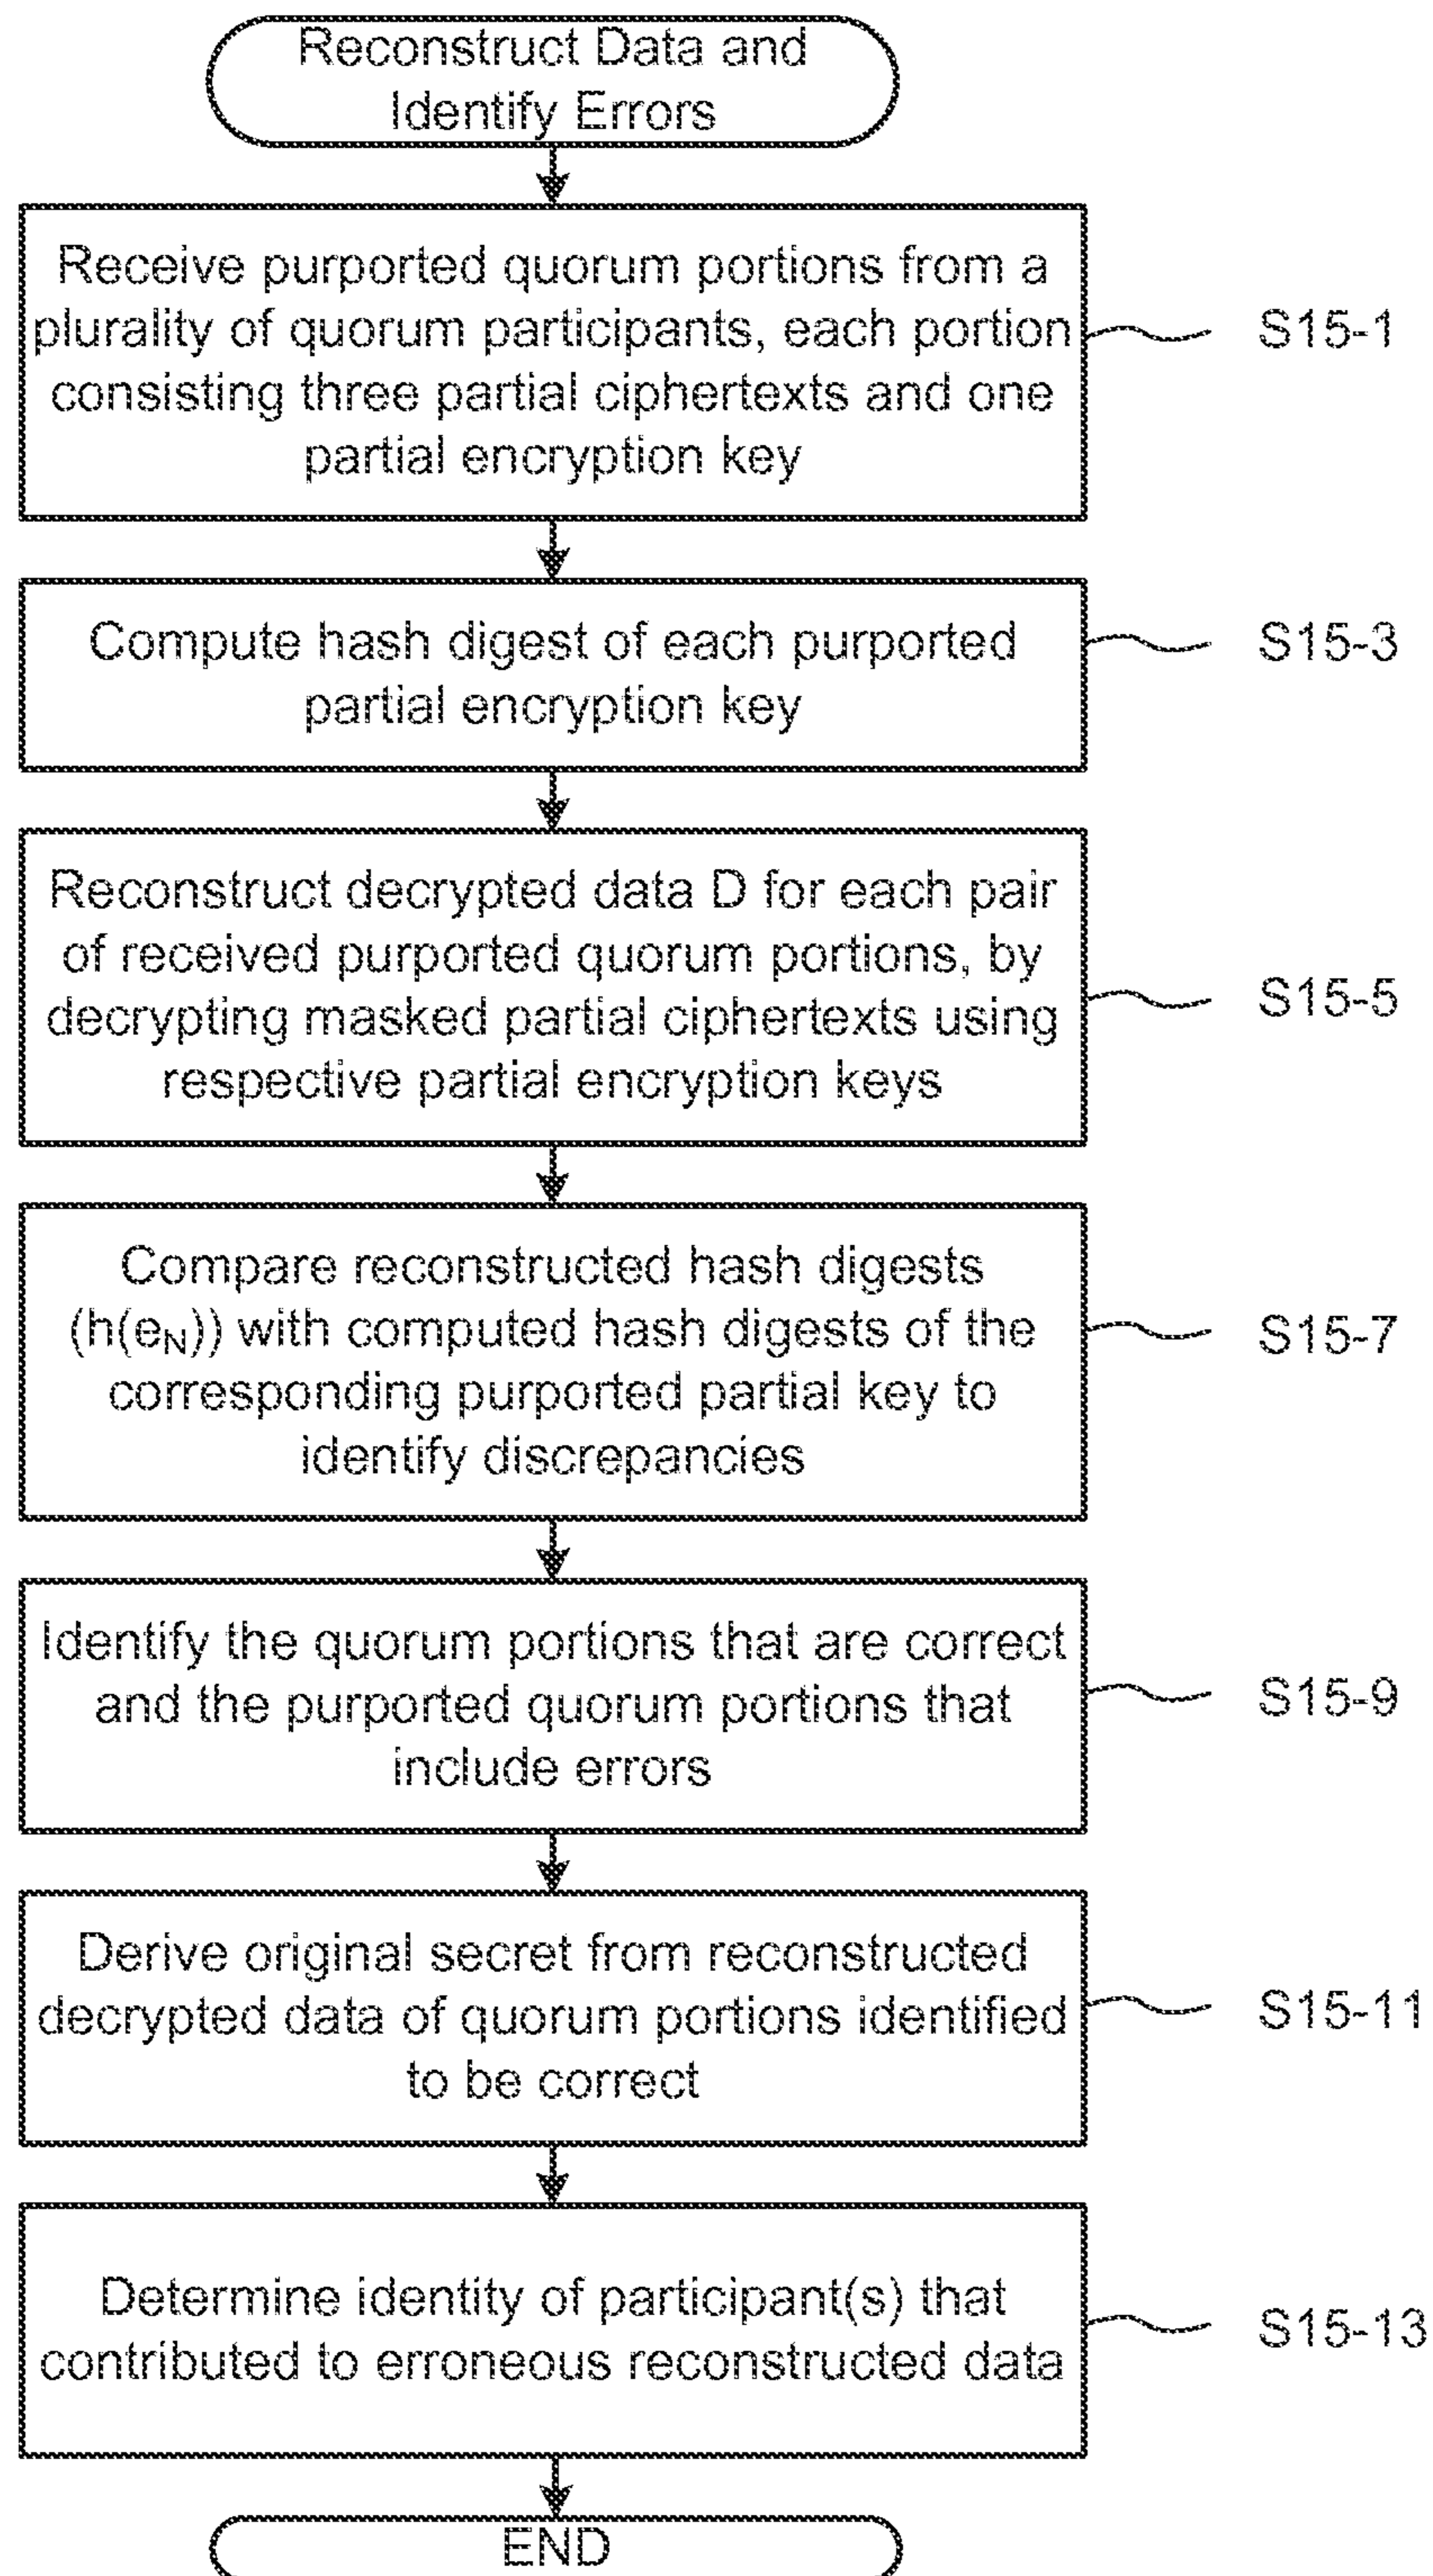 Reconstruct Data and
Identify Errors
Receive purported quorum portions from a
plurality of quorum participants, each portion
consisting three partial ciphertexts and one
partial encryption key
S15-1
Compute hash digest of each purported
partial encryption key
S15-3
Reconstruct decrypted data D for each pair
of received purported quorum portions, by
decrypting masked partial ciphertexts using
respective partial encryption keys
S15-5
Compare reconstructed hash digests
(h(eN)) with computed hash digests of the
corresponding purported partial key to
identify discrepancies
S15-7
Identify the quorum portions that are correct
and the purported quorum portions that
include errors
S15-9
Derive original secret from reconstructed
decrypted data of quorum portions identified
to be correct
S15-11
Determine identity of participant(s) that
contributed to erroneous reconstructed data
S15-13
END